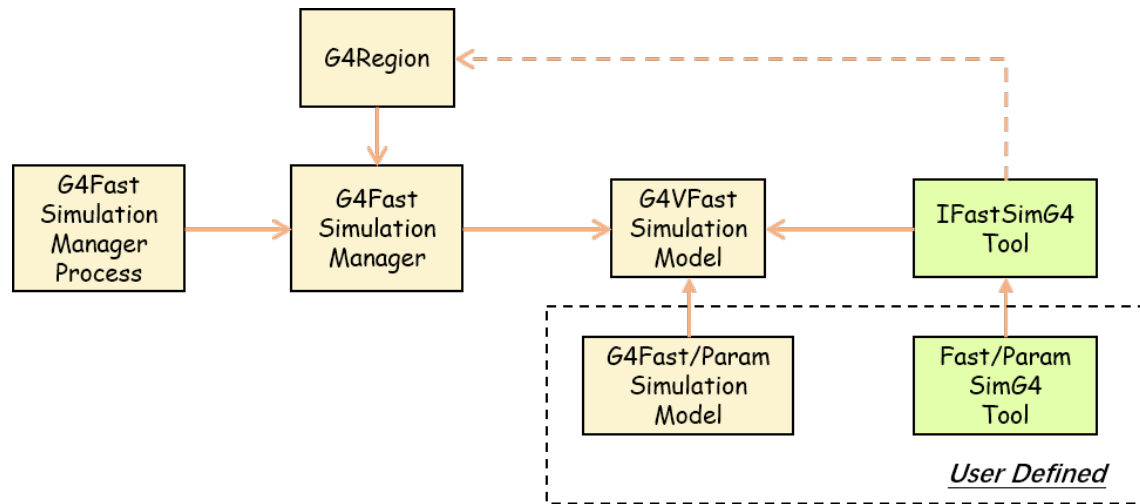 G4Region
G4Fast
Simulation
Manager
Process
G4Fast
Simulation
Manager
G4VFast
Simulation
Model
IFastSimG4
Tool
G4Fast/Param
Simulation
Model
Fast/Param
SimG4
Tool
User Defined